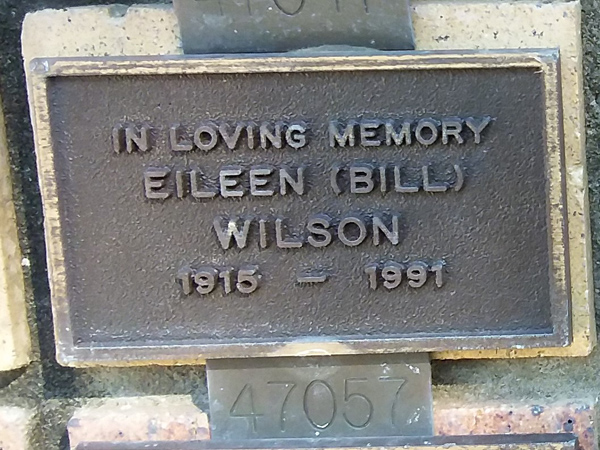 IN LOVING MEMORY
EILEEN (BILL)
WILSON
1915 – 1991
47057